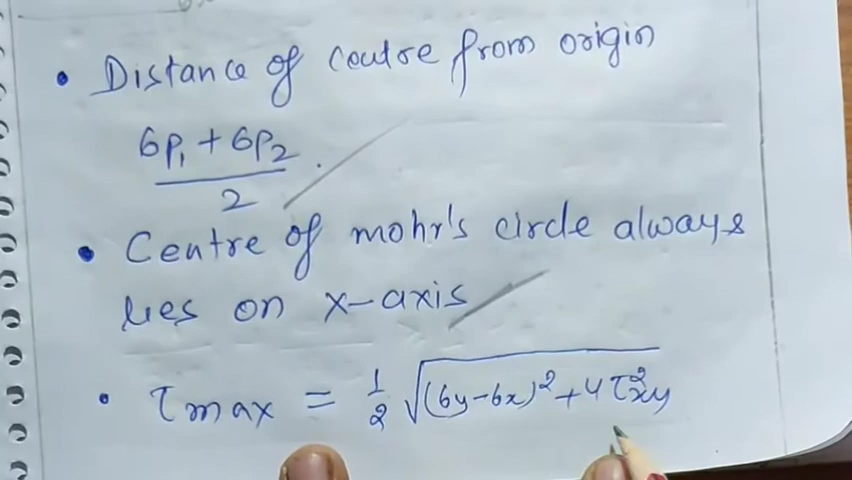 • Distance of centre from origin
σp₁ + σp₂ / 2 .
• Centre of mohr's circle always
lies on x-axis
• τmax = 1/2 √(σy-σx)² + 4τ²xy